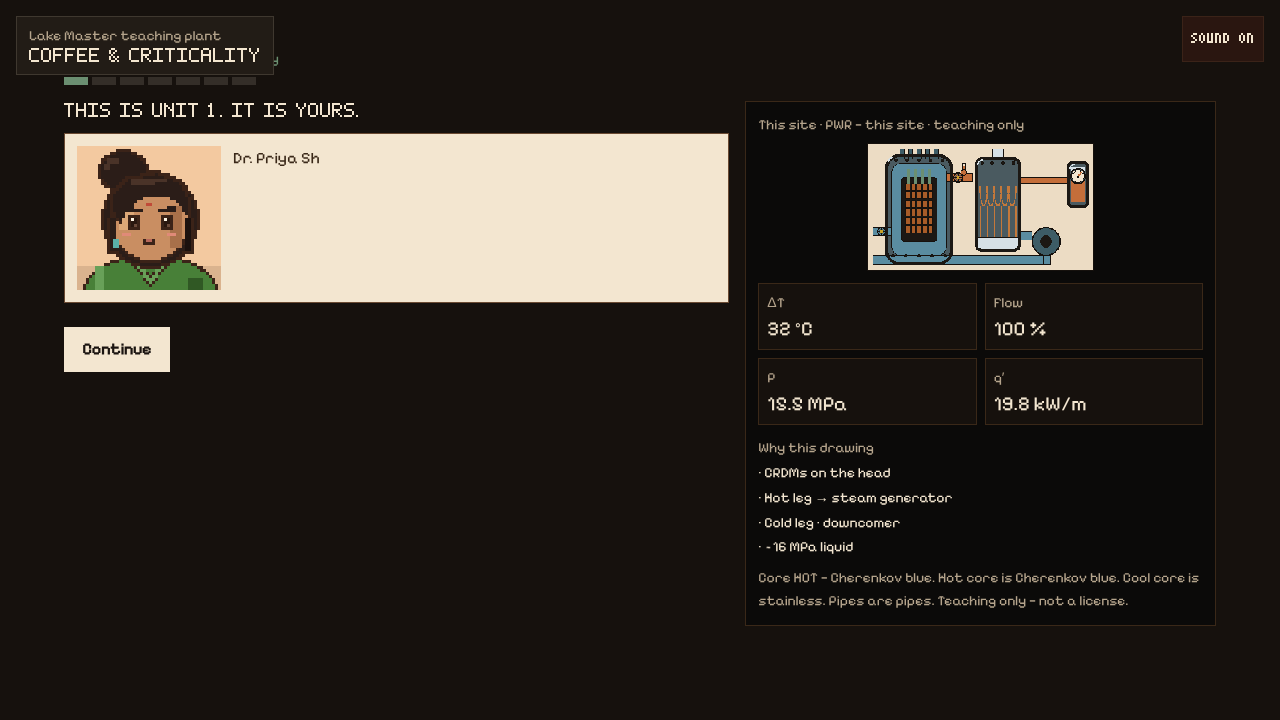 Lake Master teaching plant
COFFEE & CRITICALITY
SOUND ON
THIS IS UNIT 1. IT IS YOURS.
Dr. Priya Sh
Continue
This site · PWR – this site · teaching only
ΔT
32 °C
Flow
100 %
P
15.5 MPa
q′
19.8 kW/m
Why this drawing
· CRDMs on the head
· Hot leg → steam generator
· Cold leg · downcomer
· ~16 MPa liquid
Core HOT – Cherenkov blue. Hot core is Cherenkov blue. Cool core is
stainless. Pipes are pipes. Teaching only – not a license.